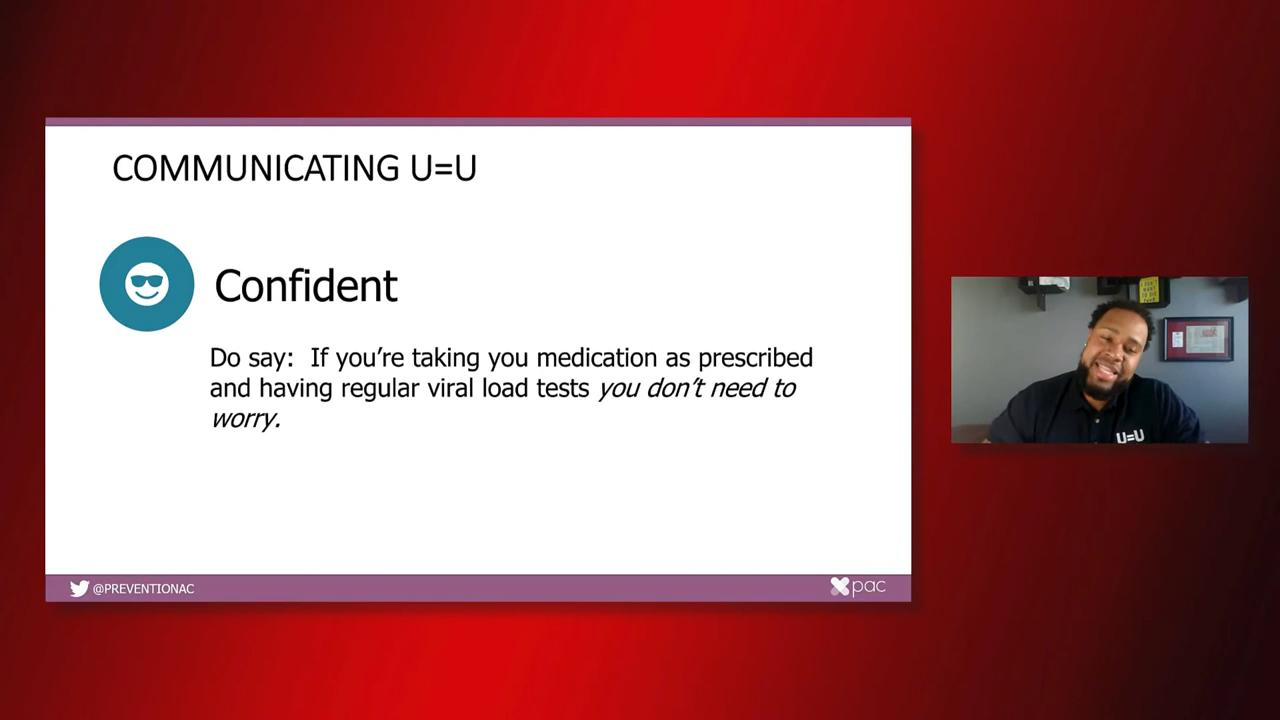 COMMUNICATING U=U
Confident
Do say: If you're taking you medication as prescribed
and having regular viral load tests you don't need to
worry.
@PREVENTIONAC
pac
U=U